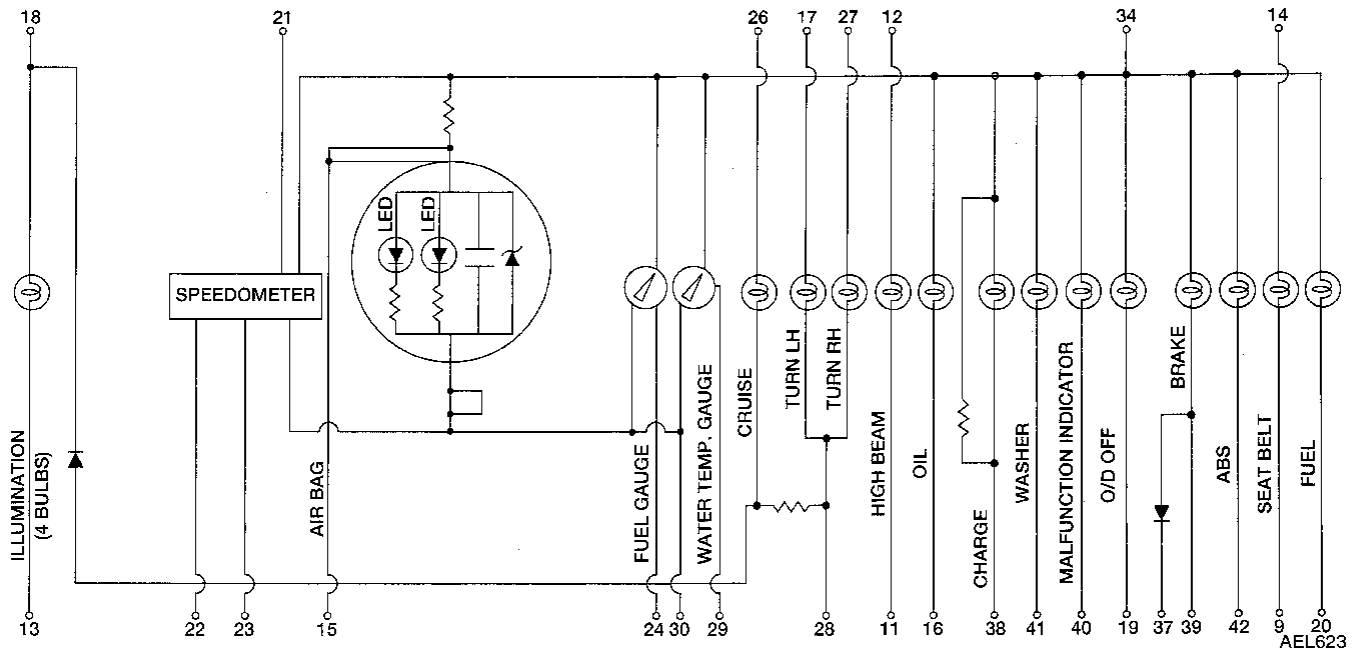 18
21
26
17
27
12
34
14
LED
LED
SPEEDOMETER
ILLUMINATION
(4 BULBS)
AIR BAG
FUEL GAUGE
WATER TEMP. GAUGE
CRUISE
TURN LH
TURN RH
HIGH BEAM
OIL
CHARGE
WASHER
MALFUNCTION INDICATOR
O/D OFF
BRAKE
ABS
SEAT BELT
FUEL
13
22
23
15
24
30
29
28
11
16
38
41
40
19
37
39
42
9
20
AEL623